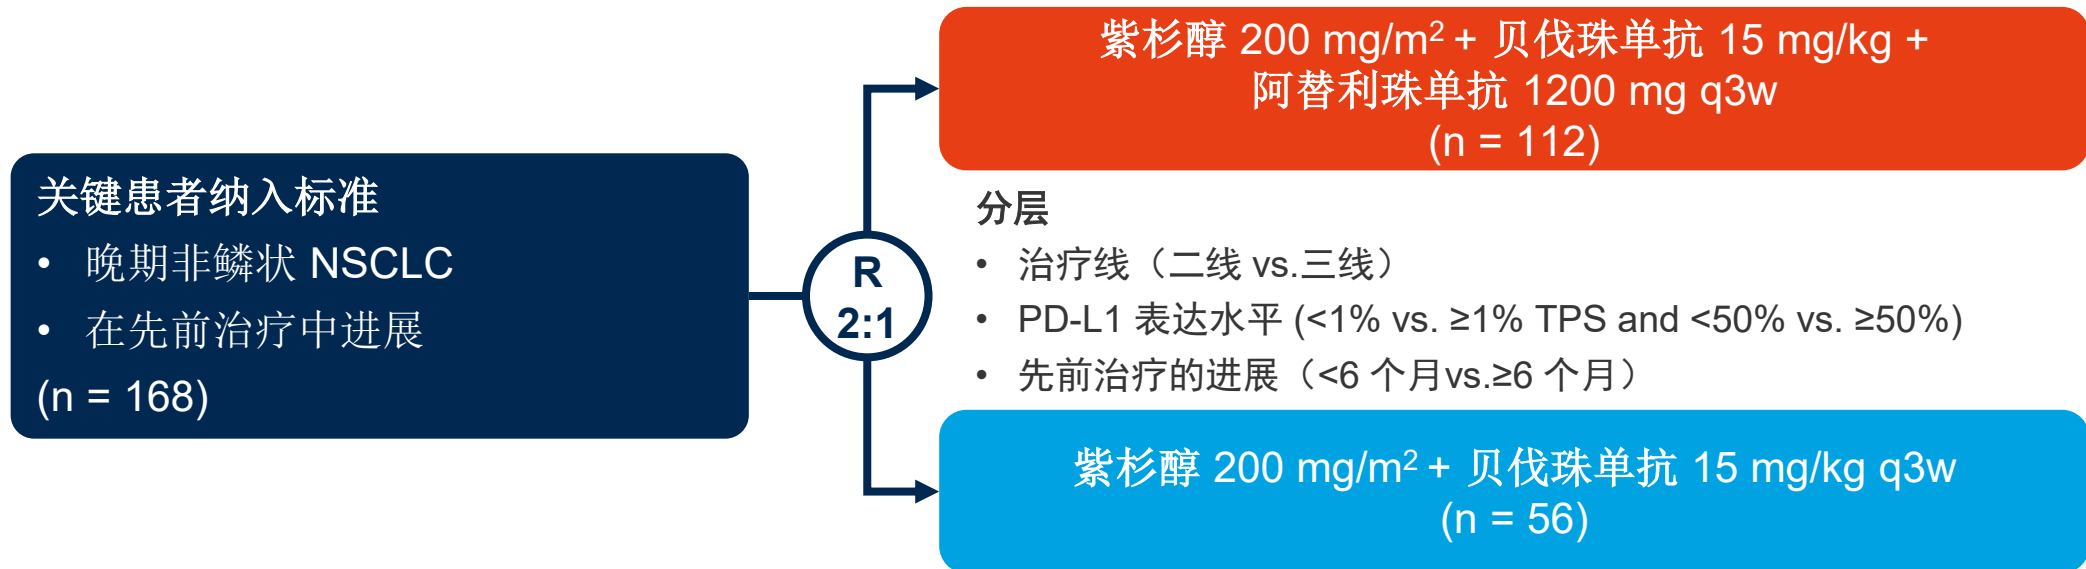 关键患者纳入标准
• 晚期非鳞状 NSCLC
• 在先前治疗中进展
(n = 168)
R
2:1
紫杉醇 200 mg/m² + 贝伐珠单抗 15 mg/kg +
阿替利珠单抗 1200 mg q3w
(n = 112)
分层
• 治疗线（二线 vs.三线）
• PD-L1 表达水平 (<1% vs. ≥1% TPS and <50% vs. ≥50%)
• 先前治疗的进展（<6 个月vs.≥6 个月）
紫杉醇 200 mg/m² + 贝伐珠单抗 15 mg/kg q3w
(n = 56)